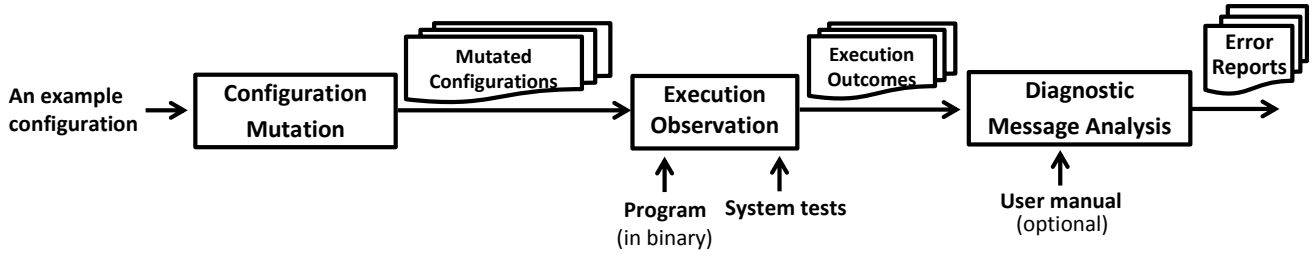 An example
configuration
Configuration
Mutation
Mutated
Configurations
Execution
Observation
Program
(in binary)
System tests
Execution
Outcomes
Diagnostic
Message Analysis
User manual
(optional)
Error
Reports